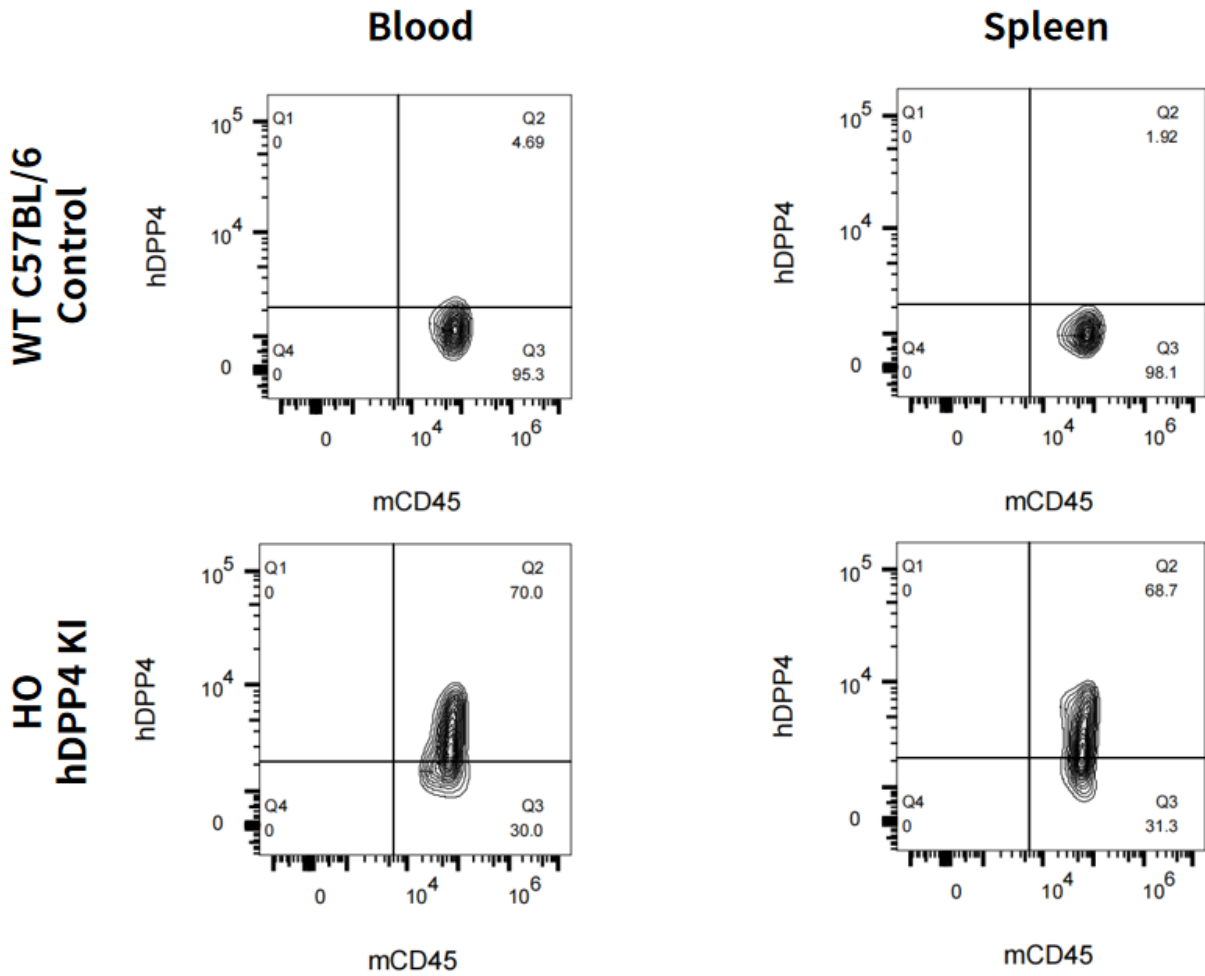 Blood
Spleen
WT C57BL/6
Control
hDPP4
10^5
10^4
0
Q1
0
Q2
4.69
Q4
0
Q3
95.3
0
10^4
10^6
mCD45
hDPP4
10^5
10^4
0
Q1
0
Q2
1.92
Q4
0
Q3
98.1
0
10^4
10^6
mCD45
HO
hDPP4 KI
hDPP4
10^5
10^4
0
Q1
0
Q2
70.0
Q4
0
Q3
30.0
0
10^4
10^6
mCD45
hDPP4
10^5
10^4
0
Q1
0
Q2
68.7
Q4
0
Q3
31.3
0
10^4
10^6
mCD45